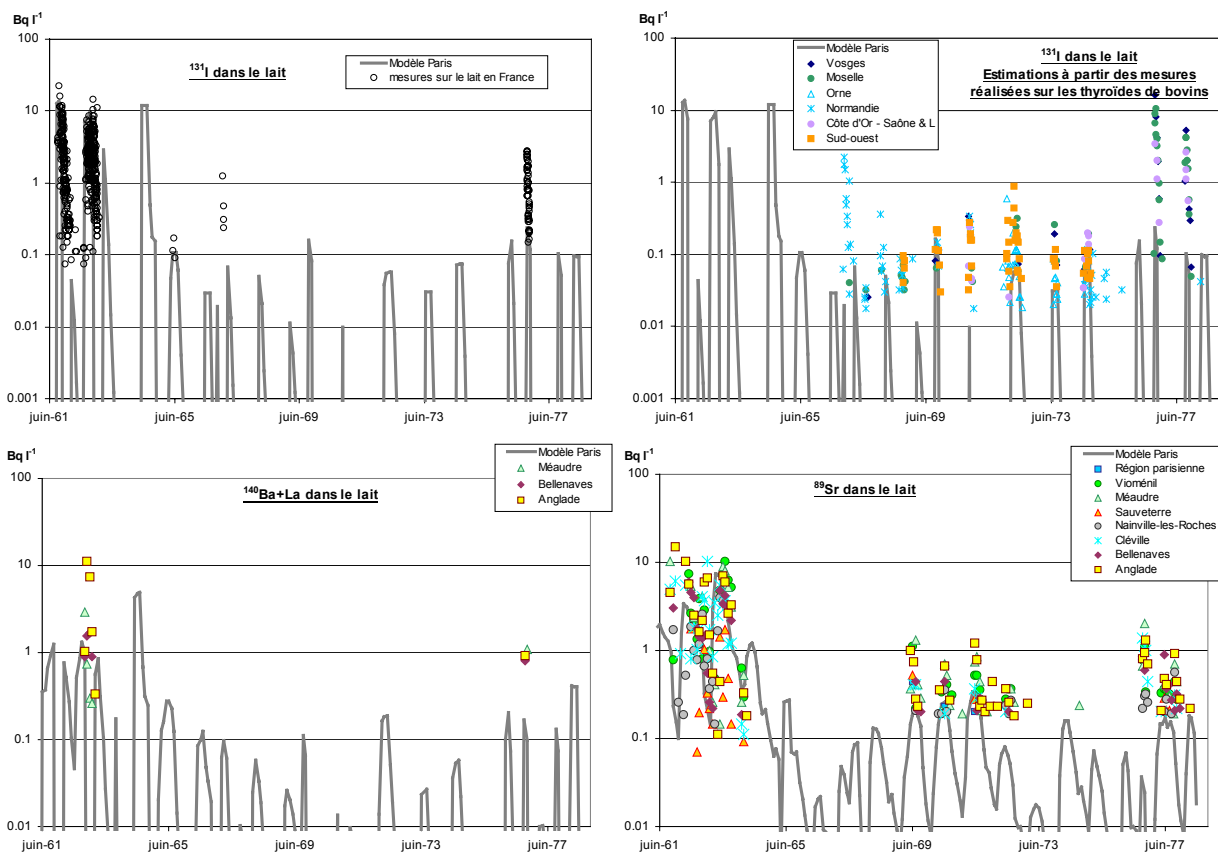 Bq l-1
100
10
1
0.1
0.01
0.001
131I dans le lait
Modèle Paris
mesures sur le lait en France
juin-61
juin-65
juin-69
juin-73
juin-77
Bq l-1
100
10
1
0.1
0.01
0.001
Modèle Paris
Vosges
Moselle
Orne
Normandie
Côte d'Or - Saône & L
Sud-ouest
131I dans le lait
Estimations à partir des mesures
réalisées sur les thyroïdes de bovins
juin-61
juin-65
juin-69
juin-73
juin-77
Bq l-1
100
10
1
0.1
0.01
140Ba+La dans le lait
Modèle Paris
Méaudre
Bellenaves
Anglade
juin-61
juin-65
juin-69
juin-73
juin-77
Bq l-1
100
10
1
0.1
0.01
89Sr dans le lait
Modèle Paris
Région parisienne
Vioménil
Méaudre
Sauveterre
Nainville-les-Roches
Cléville
Bellenaves
Anglade
juin-61
juin-65
juin-69
juin-73
juin-77